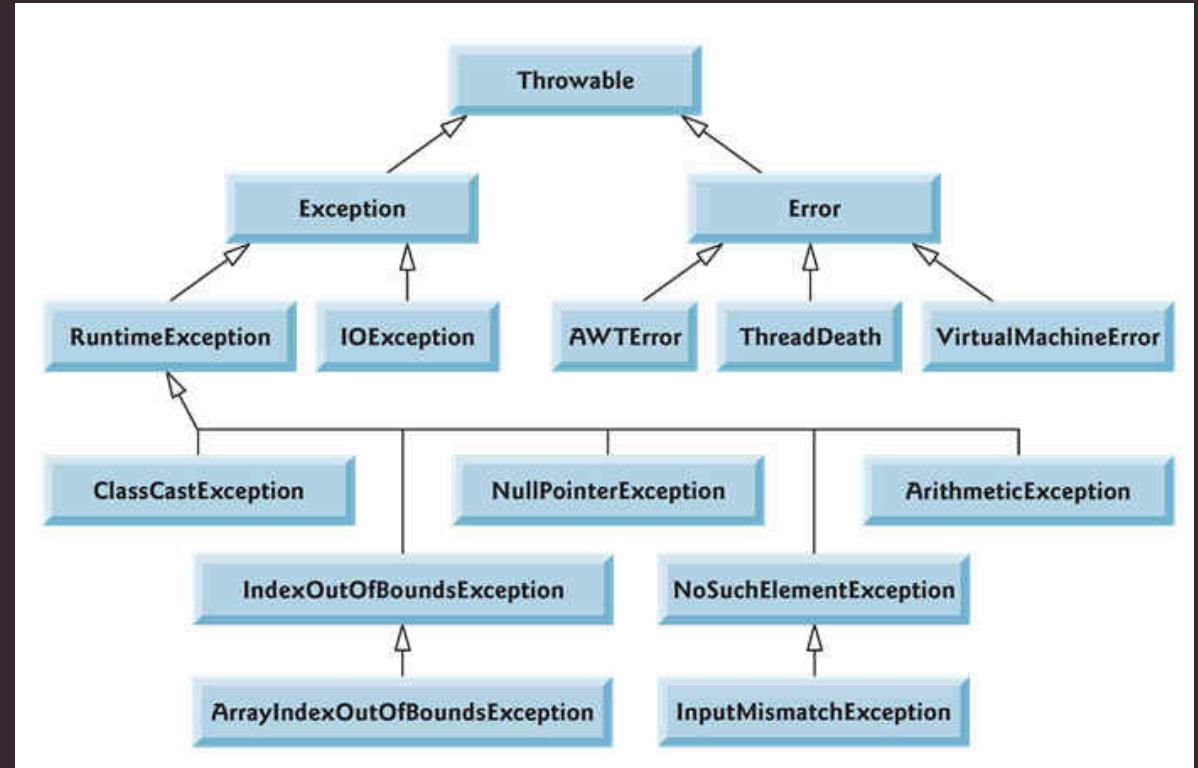 Throwable
Exception
Error
RuntimeException
IOException
AWTError
ThreadDeath
VirtualMachineError
ClassCastException
NullPointerException
ArithmeticException
IndexOutOfBoundsException
NoSuchElementException
ArrayIndexOutOfBoundsException
InputMismatchException